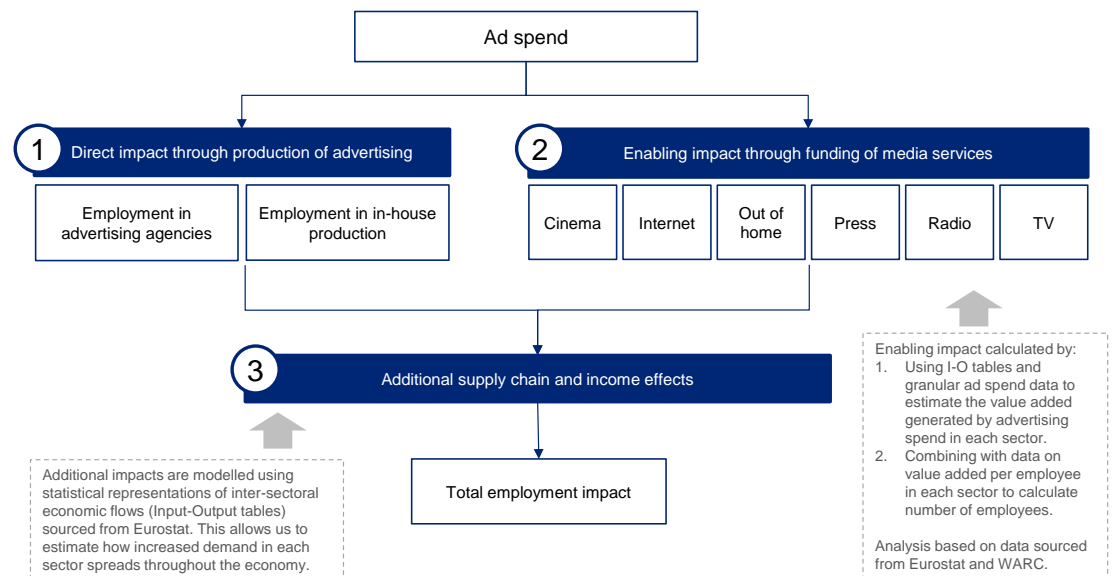 Ad spend
1
Direct impact through production of advertising
2
Enabling impact through funding of media services
Employment in
advertising agencies
Employment in in-house
production
Cinema
Internet
Out of
home
Press
Radio
TV
3
Additional supply chain and income effects
Enabling impact calculated by:
1. Using I-O tables and
granular ad spend data to
estimate the value added
generated by advertising
spend in each sector.
2. Combining with data on
value added per employee
in each sector to calculate
number of employees.
Analysis based on data sourced
from Eurostat and WARC.
Additional impacts are modelled using
statistical representations of inter-sectoral
economic flows (Input-Output tables)
sourced from Eurostat. This allows us to
estimate how increased demand in each
sector spreads throughout the economy.
Total employment impact